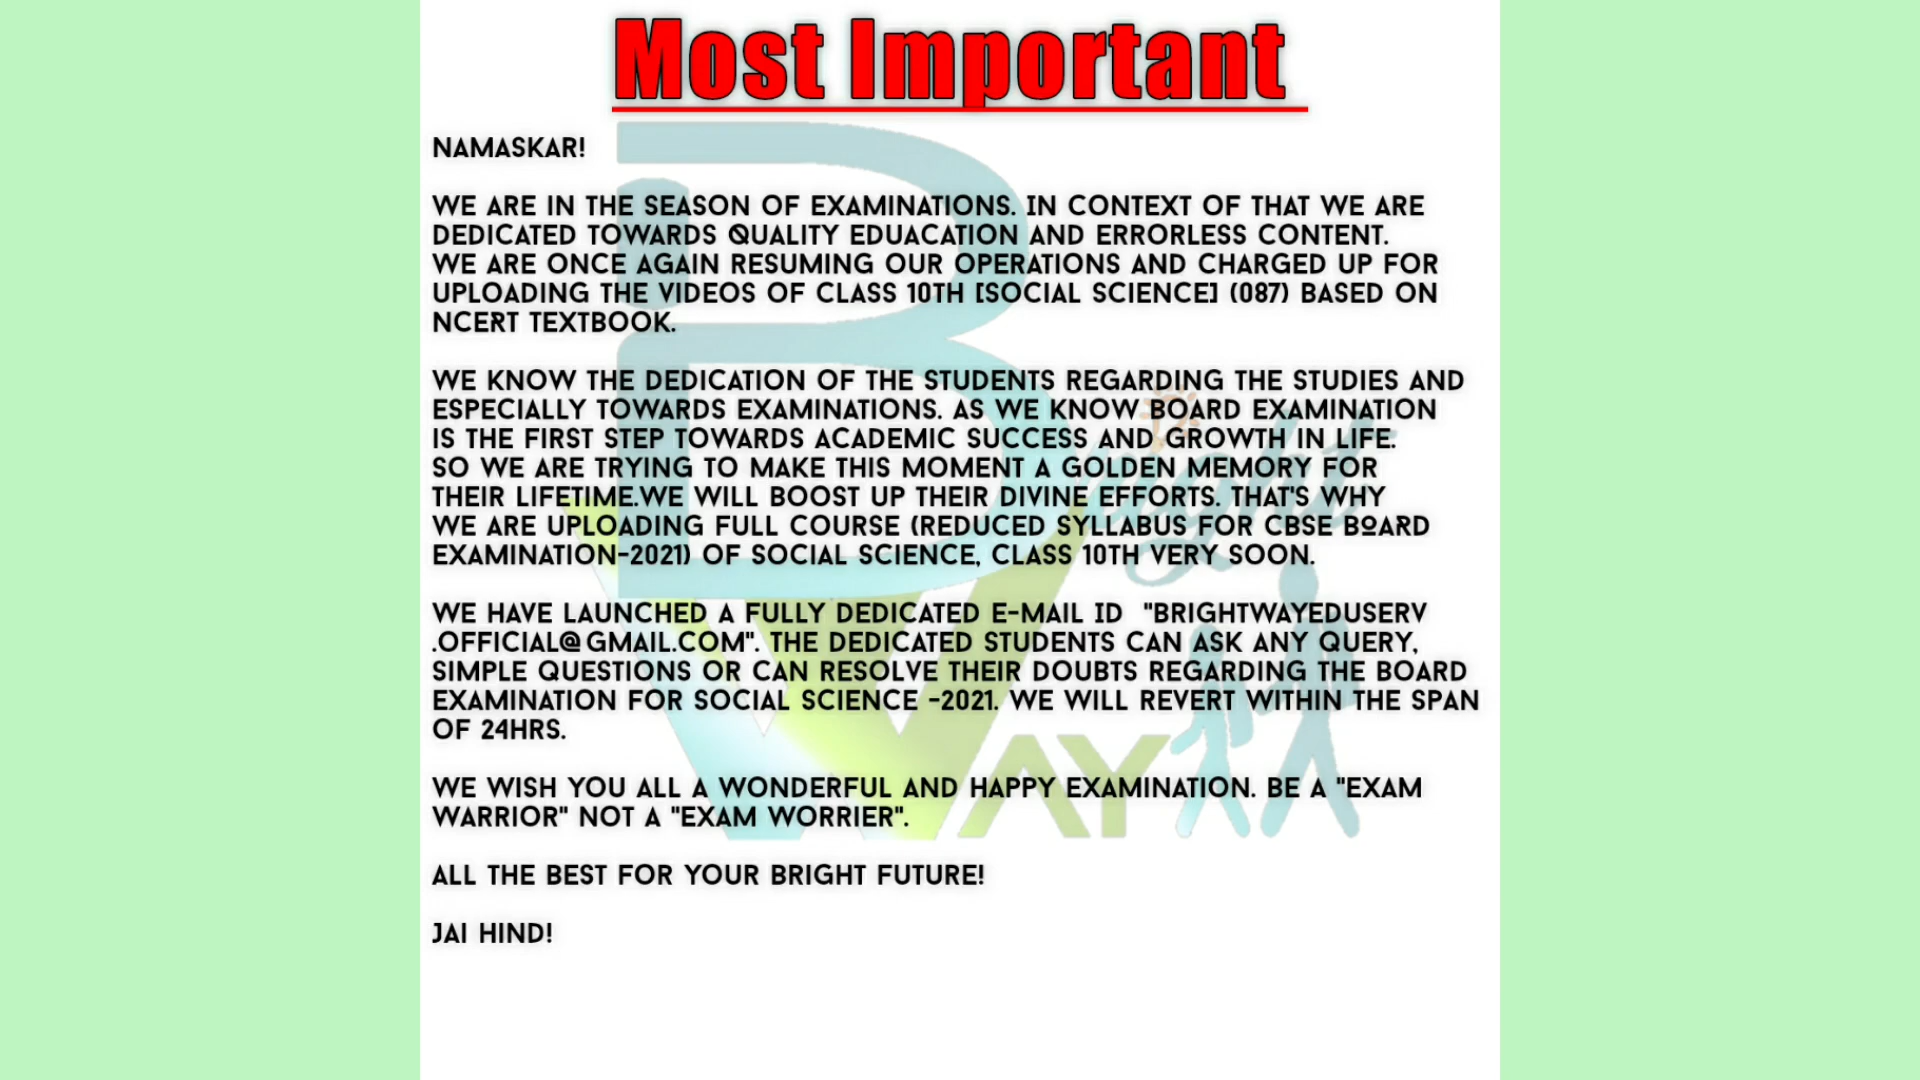 Most Important
NAMASKAR!
WE ARE IN THE SEASON OF EXAMINATIONS. IN CONTEXT OF THAT WE ARE
DEDICATED TOWARDS QUALITY EDUACATION AND ERRORLESS CONTENT.
WE ARE ONCE AGAIN RESUMING OUR OPERATIONS AND CHARGED UP FOR
UPLOADING THE VIDEOS OF CLASS 10TH [SOCIAL SCIENCE] (087) BASED ON
NCERT TEXTBOOK.
WE KNOW THE DEDICATION OF THE STUDENTS REGARDING THE STUDIES AND
ESPECIALLY TOWARDS EXAMINATIONS. AS WE KNOW BOARD EXAMINATION
IS THE FIRST STEP TOWARDS ACADEMIC SUCCESS AND GROWTH IN LIFE.
SO WE ARE TRYING TO MAKE THIS MOMENT A GOLDEN MEMORY FOR
THEIR LIFETIME.WE WILL BOOST UP THEIR DIVINE EFFORTS. THAT'S WHY
WE ARE UPLOADING FULL COURSE (REDUCED SYLLABUS FOR CBSE BOARD
EXAMINATION-2021) OF SOCIAL SCIENCE, CLASS 10TH VERY SOON.
WE HAVE LAUNCHED A FULLY DEDICATED E-MAIL ID "BRIGHTWAYEDUSERV
.OFFICIAL@GMAIL.COM". THE DEDICATED STUDENTS CAN ASK ANY QUERY,
SIMPLE QUESTIONS OR CAN RESOLVE THEIR DOUBTS REGARDING THE BOARD
EXAMINATION FOR SOCIAL SCIENCE -2021. WE WILL REVERT WITHIN THE SPAN
OF 24HRS.
WE WISH YOU ALL A WONDERFUL AND HAPPY EXAMINATION. BE A "EXAM
WARRIOR" NOT A "EXAM WORRIER".
ALL THE BEST FOR YOUR BRIGHT FUTURE!
JAI HIND!
Bright
WAY